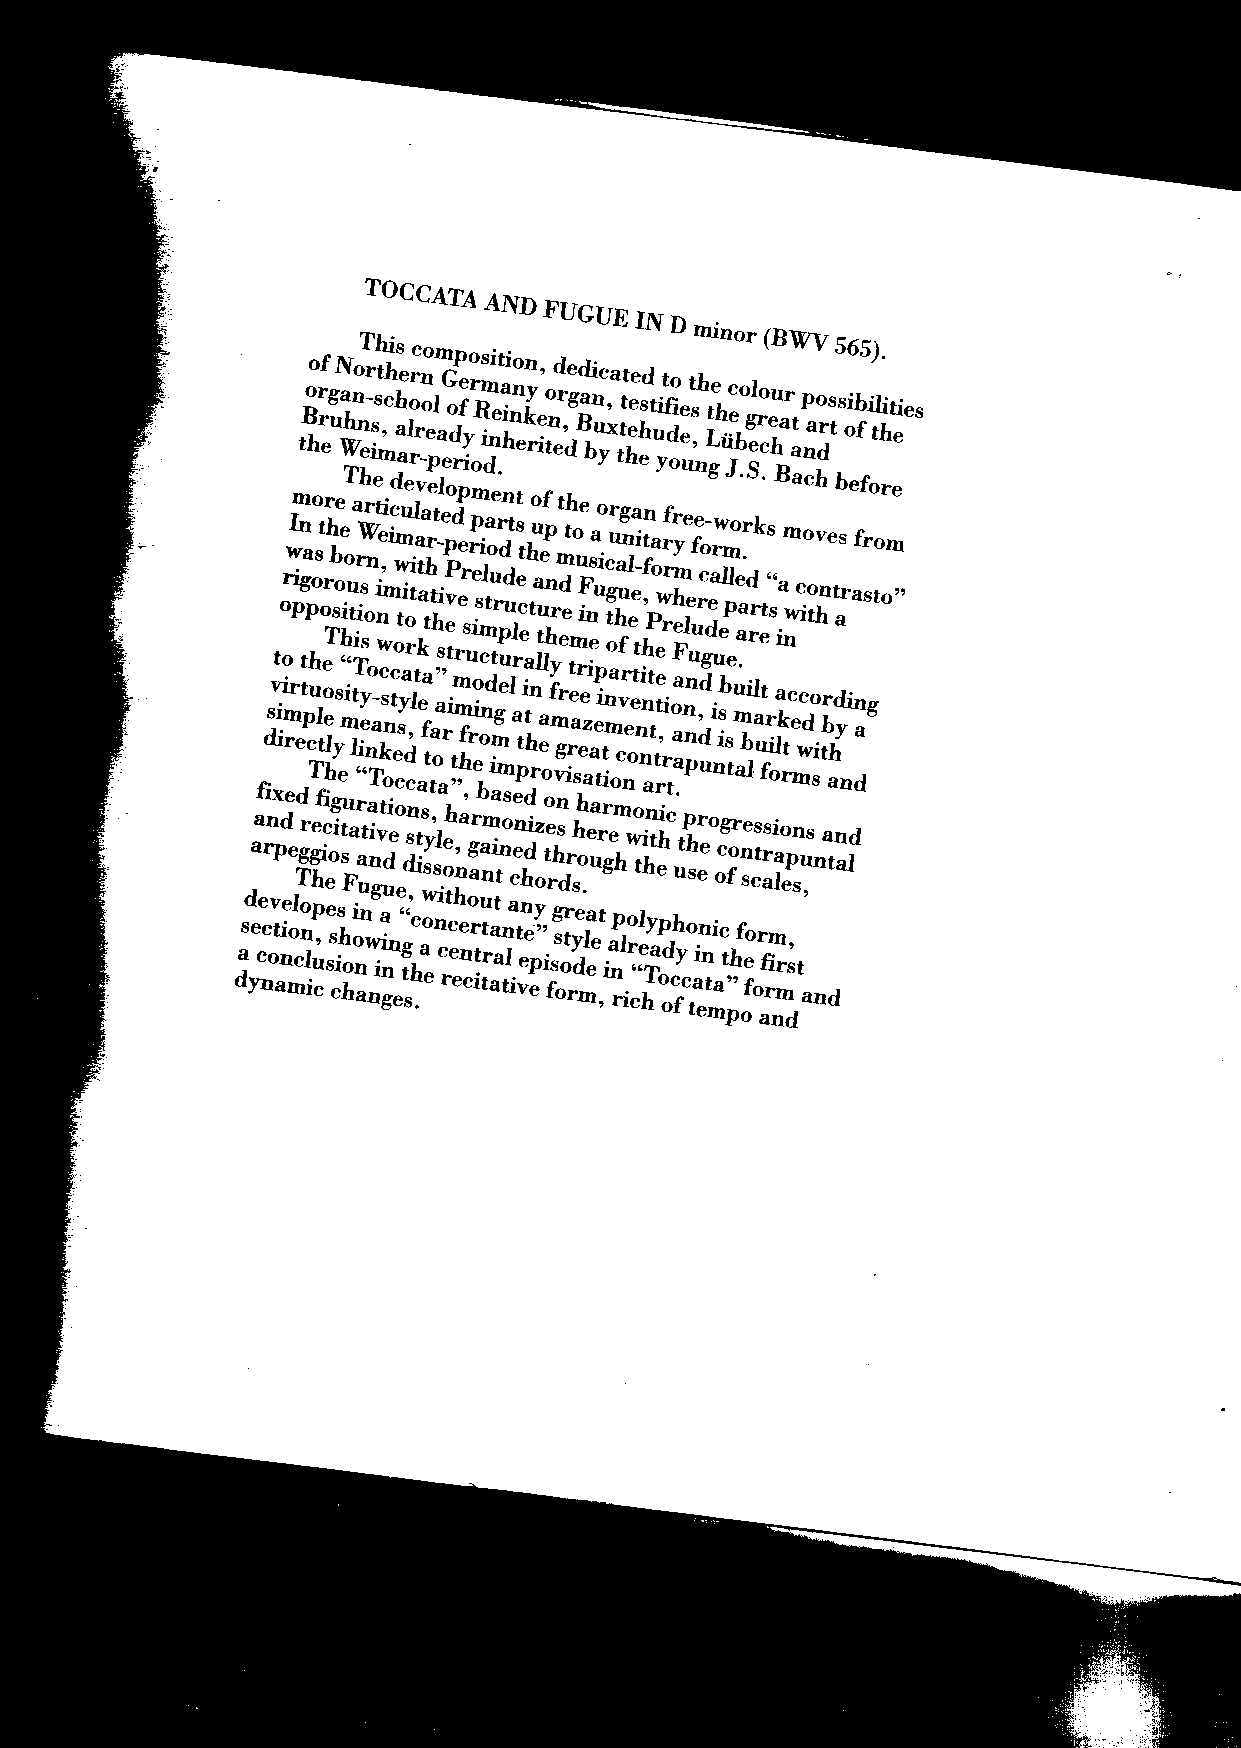 TOCCATA AND FUGUE IN D minor (BWV 565).
This composition, dedicated to the colour possibilities
of Northern Germany organ, testifies the great art of the
organ-school of Reinken, Buxtehude, Lübech and
Bruhns, already inherited by the young J.S. Bach before
the Weimar-period.
The development of the organ free-works moves from
more articulated parts up to a unitary form.
In the Weimar-period the musical-form called “a contrasto”
was born, with Prelude and Fugue, where parts with a
rigorous imitative structure in the Prelude are in
opposition to the simple theme of the Fugue.
This work structurally tripartite and built according
to the “Toccata” model in free invention, is marked by a
virtuosity-style aiming at amazement, and is built with
simple means, far from the great contrapuntal forms and
directly linked to the improvisation art.
The “Toccata”, based on harmonic progressions and
fixed figurations, harmonizes here with the contrapuntal
and recitative style, gained through the use of scales,
arpeggios and dissonant chords.
The Fugue, without any great polyphonic form,
developes in a “concertante” style already in the first
section, showing a central episode in “Toccata” form and
a conclusion in the recitative form, rich of tempo and
dynamic changes.